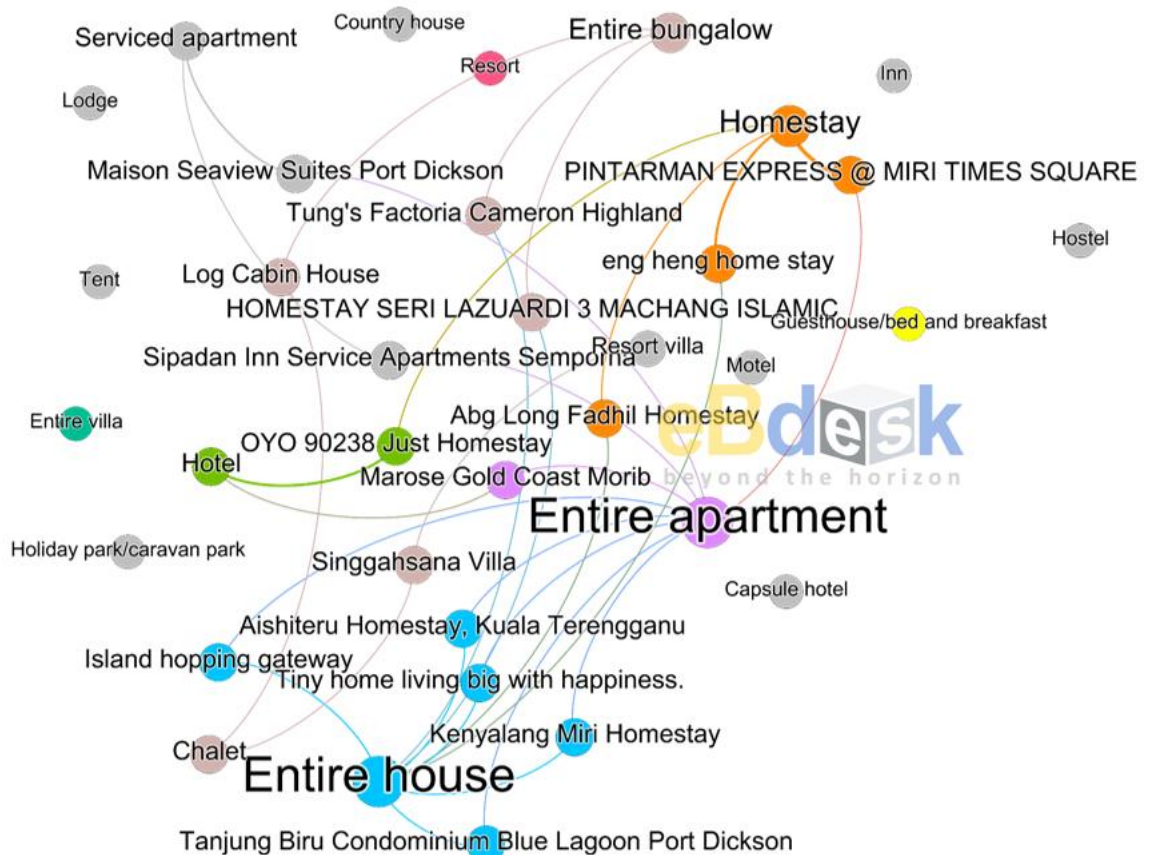 Country house
Serviced apartment
Entire bungalow
Resort
Inn
Lodge
Homestay
Maison Seaview Suites Port Dickson
PINTARMAN EXPRESS @ MIRI TIMES SQUARE
Tung's Factoria Cameron Highland
Hostel
eng heng home stay
Tent
Log Cabin House
HOMESTAY SERI LAZUARDI 3 MACHANG ISLAMIC
Guesthouse/bed and breakfast
Resort villa
Sipadan Inn Service Apartments Semporna
Motel
Abg Long Fadhil Homestay
Entire villa
eBdesk
OYO 90238 Just Homestay
Hotel
Marose Gold Coast Morib
beyond the horizon
Entire apartment
Holiday park/caravan park
Singgahsana Villa
Capsule hotel
Aishiteru Homestay, Kuala Terengganu
Island hopping gateway
Tiny home living big with happiness.
Kenyalang Miri Homestay
Chalet
Entire house
Tanjung Biru Condominium Blue Lagoon Port Dickson